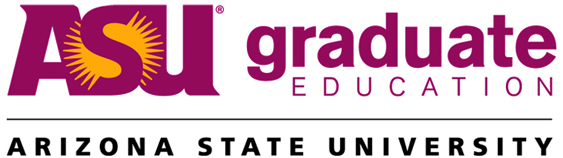 ASU® graduate
EDUCATION
ARIZONA STATE UNIVERSITY